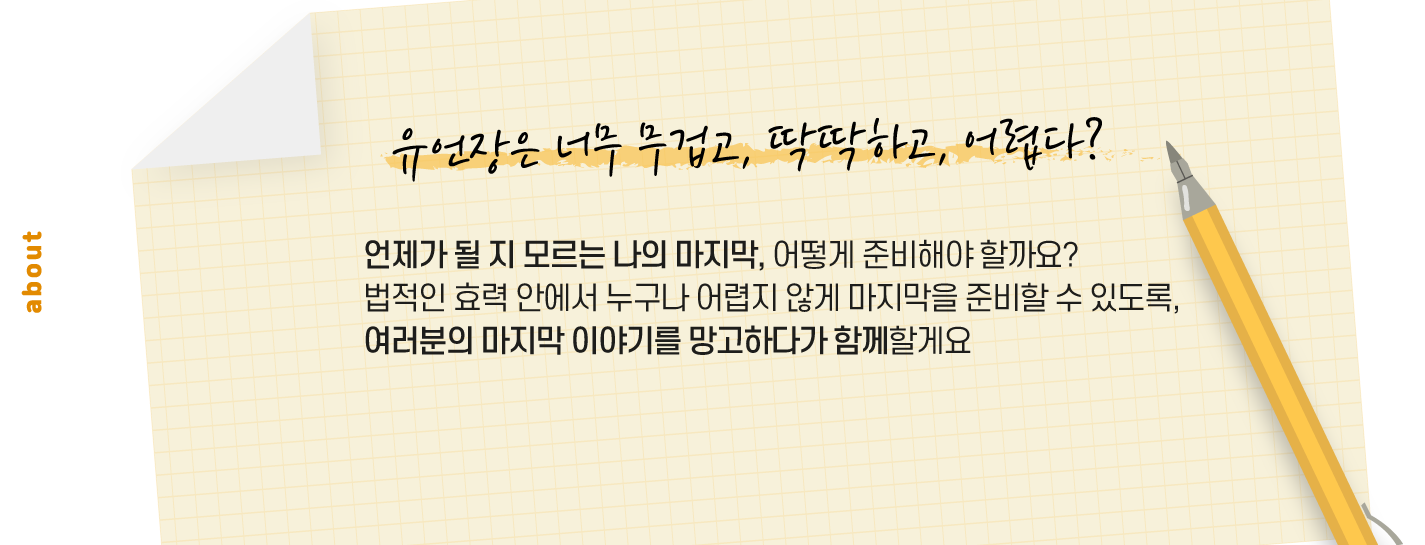 about
유언장은 너무 무겁고, 딱딱하고, 어렵다?
언제가 될 지 모르는 나의 마지막, 어떻게 준비해야 할까요?
법적인 효력 안에서 누구나 어렵지 않게 마지막을 준비할 수 있도록,
여러분의 마지막 이야기를 망고하다가 함께할게요